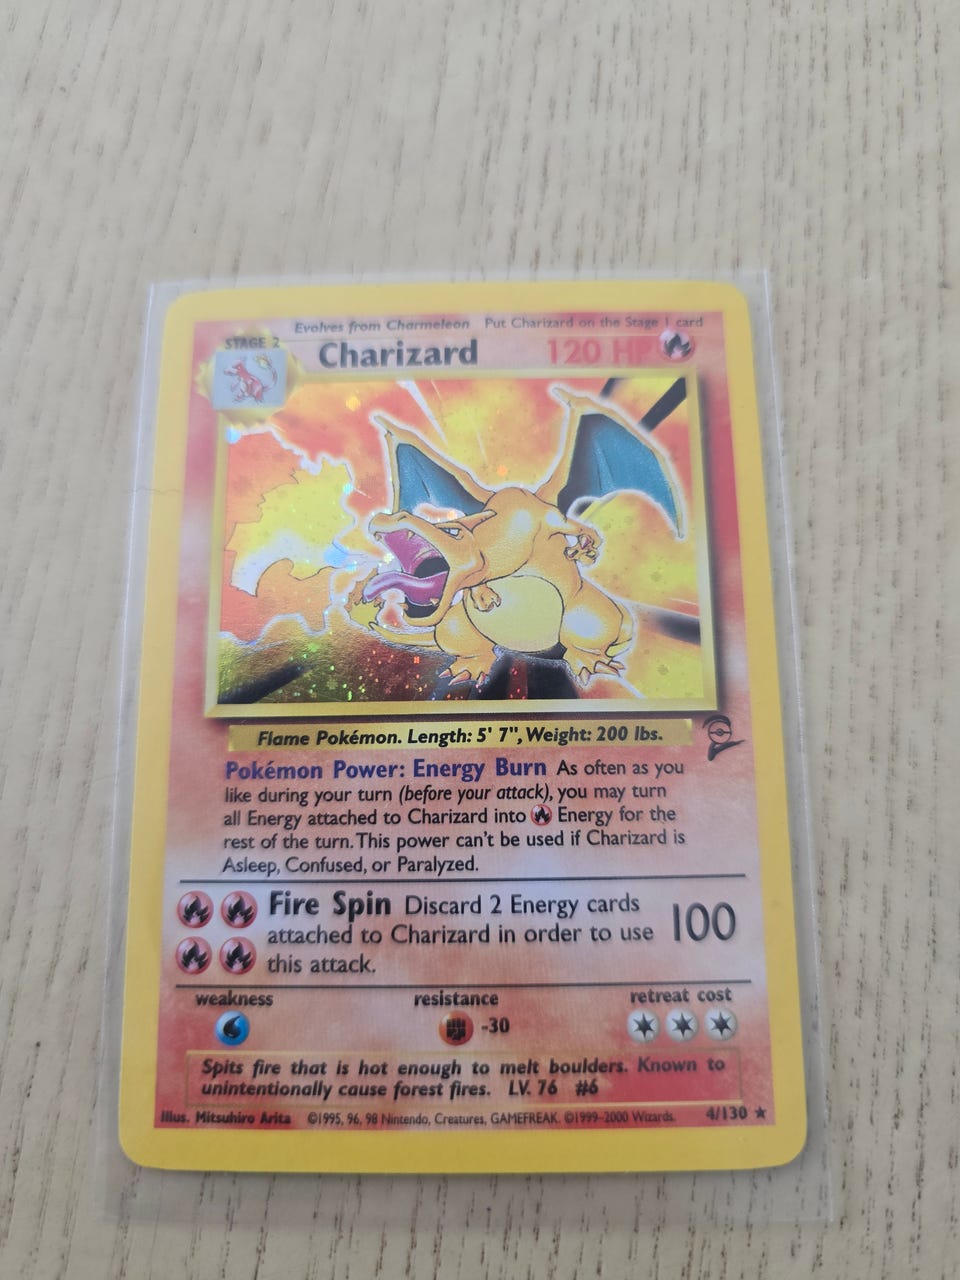 Evolves from Charmeleon Put Charizard on the Stage 1 card
STAGE 2
Charizard 120 HP
Flame Pokémon. Length: 5' 7", Weight: 200 lbs.
Pokémon Power: Energy Burn As often as you
like during your turn (before your attack), you may turn
all Energy attached to Charizard into Energy for the
rest of the turn. This power can't be used if Charizard is
Asleep, Confused, or Paralyzed.
Fire Spin Discard 2 Energy cards
attached to Charizard in order to use
this attack.
100
weakness resistance retreat cost
-30
Spits fire that is hot enough to melt boulders. Known to
unintentionally cause forest fires. LV. 76 #6
Illus. Mitsuhiro Arita ©1995, 96, 98 Nintendo, Creatures, GAMEFREAK. ©1999-2000 Wizards. 4/130 ★